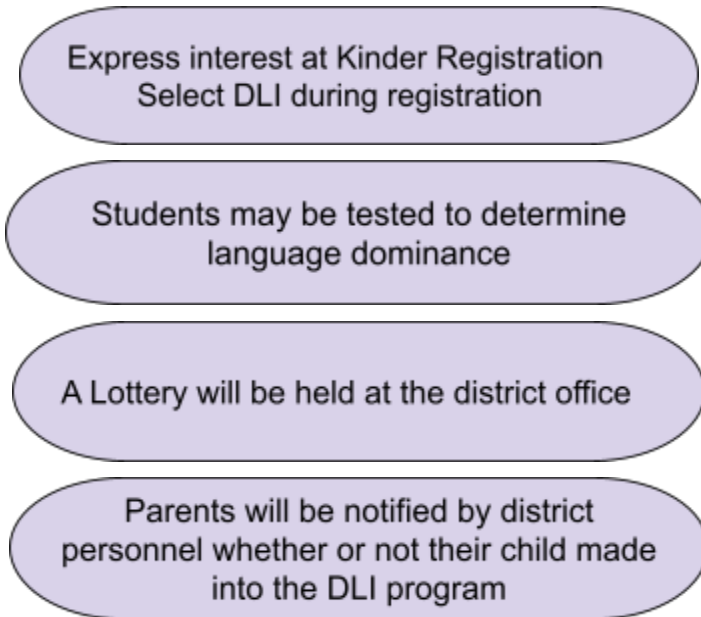 Express interest at Kinder Registration
Select DLI during registration
Students may be tested to determine
language dominance
A Lottery will be held at the district office
Parents will be notified by district
personnel whether or not their child made
into the DLI program